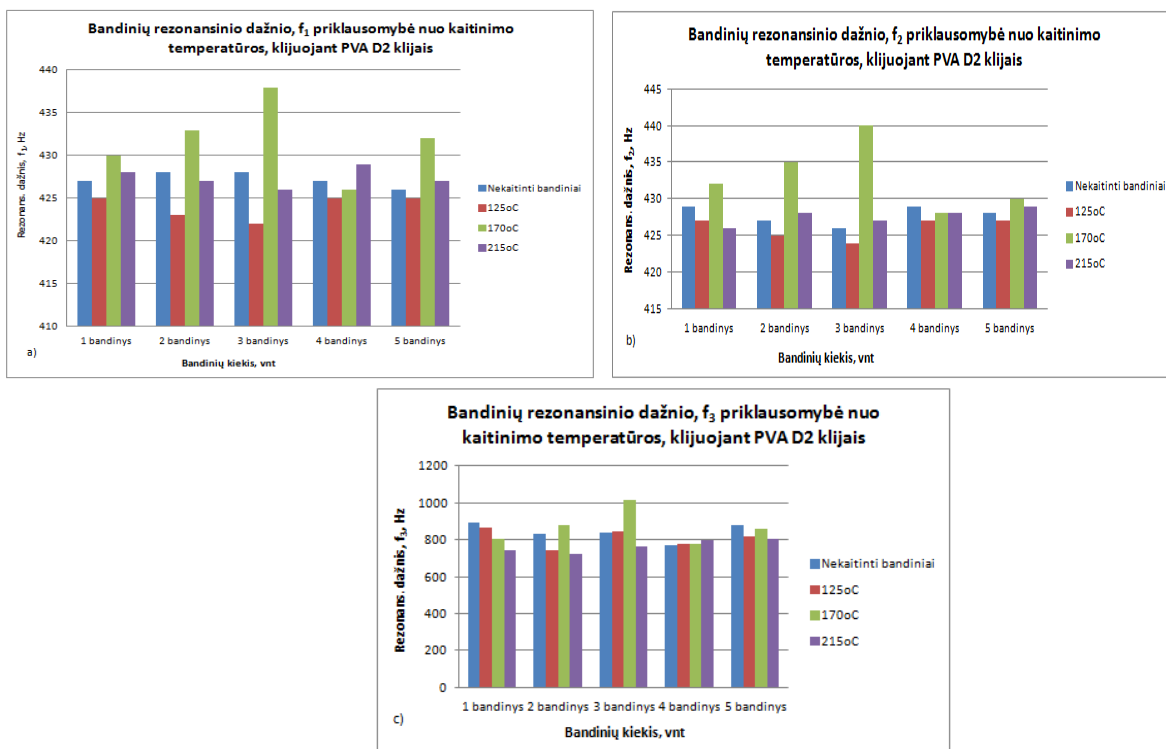 Bandinių rezonansinio dažnio, f₁ priklausomybė nuo kaitinimo
temperatūros, klijuojant PVA D2 klijais
440
435
430
425
420
415
410
Rezonans. dažnis, f₁, Hz
1 bandinys 2 bandinys 3 bandinys 4 bandinys 5 bandinys
Bandinių kiekis, vnt
a)
Nekaitinti bandiniai
125oC
170oC
215oC
Bandinių rezonansinio dažnio, f₂ priklausomybė nuo kaitinimo
temperatūros, klijuojant PVA D2 klijais
445
440
435
430
425
420
415
Rezonans. dažnis, f₂, Hz
1 bandinys 2 bandinys 3 bandinys 4 bandinys 5 bandinys
Bandinių kiekis, vnt
b)
Nekaitinti bandiniai
125oC
170oC
215oC
Bandinių rezonansinio dažnio, f₃ priklausomybė nuo
kaitinimo temperatūros, klijuojant PVA D2 klijais
1200
1000
800
600
400
200
0
Rezonans. dažnis, f₃, Hz
1 bandinys 2 bandinys 3 bandinys 4 bandinys 5 bandinys
Bandinių kiekis, vnt
c)
Nekaitinti bandiniai
125oC
170oC
215oC